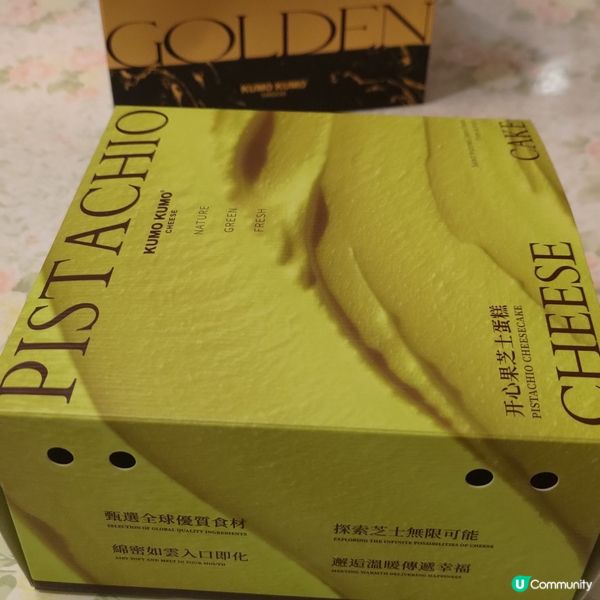 GOLDEN
KUMO KUMO
PISTACHIO
KUMO KUMO
CHEESE
NATURE
GREEN
FRESH
CAKE
CHEESE
开心果芝士蛋糕
PISTACHIO CHEESECAKE
甄選全球優質食材
SELECTION OF GLOBAL QUALITY INGREDIENTS
綿密如雲入口即化
AIRY SOFT AND MELT IN YOUR MOUTH
探索芝士無限可能
EXPLORING THE INFINITE POSSIBILITIES OF CHEESE
邂逅溫暖傳遞幸福
MEETING WARMTH DELIVERING HAPPINESS
U Community